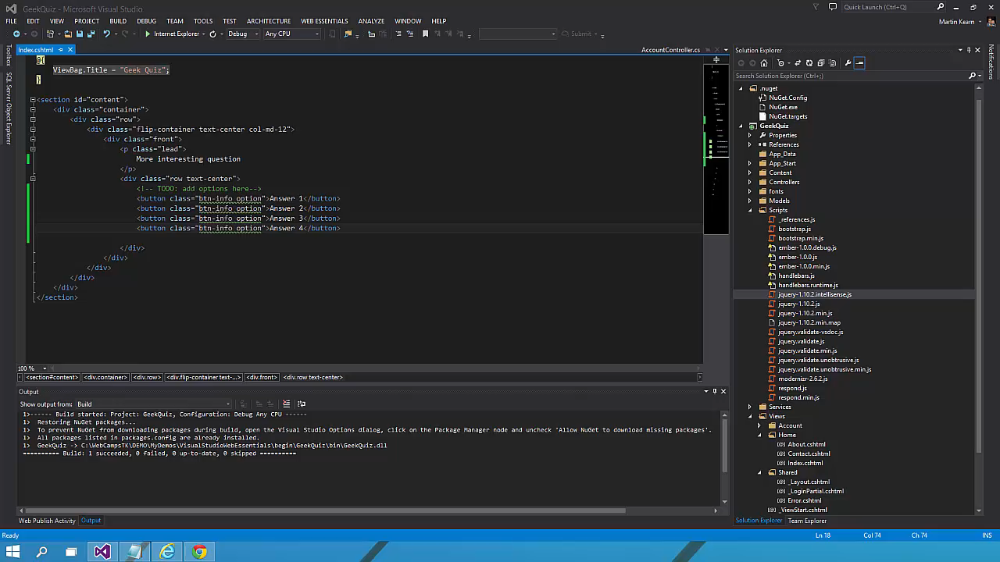 GeekQuiz - Microsoft Visual Studio
Quick Launch (Ctrl+Q)
FILE EDIT VIEW PROJECT BUILD DEBUG TEAM TOOLS TEST ARCHITECTURE WEB ESSENTIALS ANALYZE WINDOW HELP
Martin Kearn
Internet Explorer Debug Any CPU Submit
Index.cshtml
AccountController.cs
Toolbox
SQL Server Object Explorer
@{
ViewBag.Title = "Geek Quiz";
}
<section id="content">
<div class="container">
<div class="row">
<div class="flip-container text-center col-md-12">
<div class="front">
<p class="lead">
More interesting question
</p>
<div class="row text-center">
<!-- TODO: add options here-->
<button class="btn-info option">Answer 1</button>
<button class="btn-info option">Answer 2</button>
<button class="btn-info option">Answer 3</button>
<button class="btn-info option">Answer 4</button>
</div>
</div>
</div>
</div>
</div>
</section>
100 %
<section#content> <div.container> <div.row> <div.flip-container text-...> <div.front> <div.row text-center>
Output
Show output from: Build
1>------ Build started: Project: GeekQuiz, Configuration: Debug Any CPU ------
1> Restoring NuGet packages...
1> To prevent NuGet from downloading packages during build, open the Visual Studio Options dialog, click on the Package Manager node and uncheck 'Allow NuGet to download missing packages'.
1> All packages listed in packages.config are already installed.
1> GeekQuiz -> C:\WebCampsTK\DEMO\MyDemos\VisualStudioWebEssentials\begin\GeekQuiz\bin\GeekQuiz.dll
========== Build: 1 succeeded, 0 failed, 0 up-to-date, 0 skipped ==========
Web Publish Activity Output
Solution Explorer
Search Solution Explorer (Ctrl+;)
.nuget
NuGet.Config
NuGet.exe
NuGet.targets
GeekQuiz
Properties
References
App_Data
App_Start
Content
Controllers
fonts
Models
Scripts
_references.js
bootstrap.js
bootstrap.min.js
ember-1.0.0.debug.js
ember-1.0.0.js
ember-1.0.0.min.js
handlebars.js
handlebars.runtime.js
jquery-1.10.2.intellisense.js
jquery-1.10.2.js
jquery-1.10.2.min.js
jquery-1.10.2.min.map
jquery.validate-vsdoc.js
jquery.validate.js
jquery.validate.min.js
jquery.validate.unobtrusive.js
jquery.validate.unobtrusive.min.js
modernizr-2.6.2.js
respond.js
respond.min.js
Services
Views
Account
Home
About.cshtml
Contact.cshtml
Index.cshtml
Shared
_Layout.cshtml
_LoginPartial.cshtml
Error.cshtml
_ViewStart.cshtml
Solution Explorer Team Explorer
Notifications
Ready
Ln 18 Col 74 Ch 74 INS